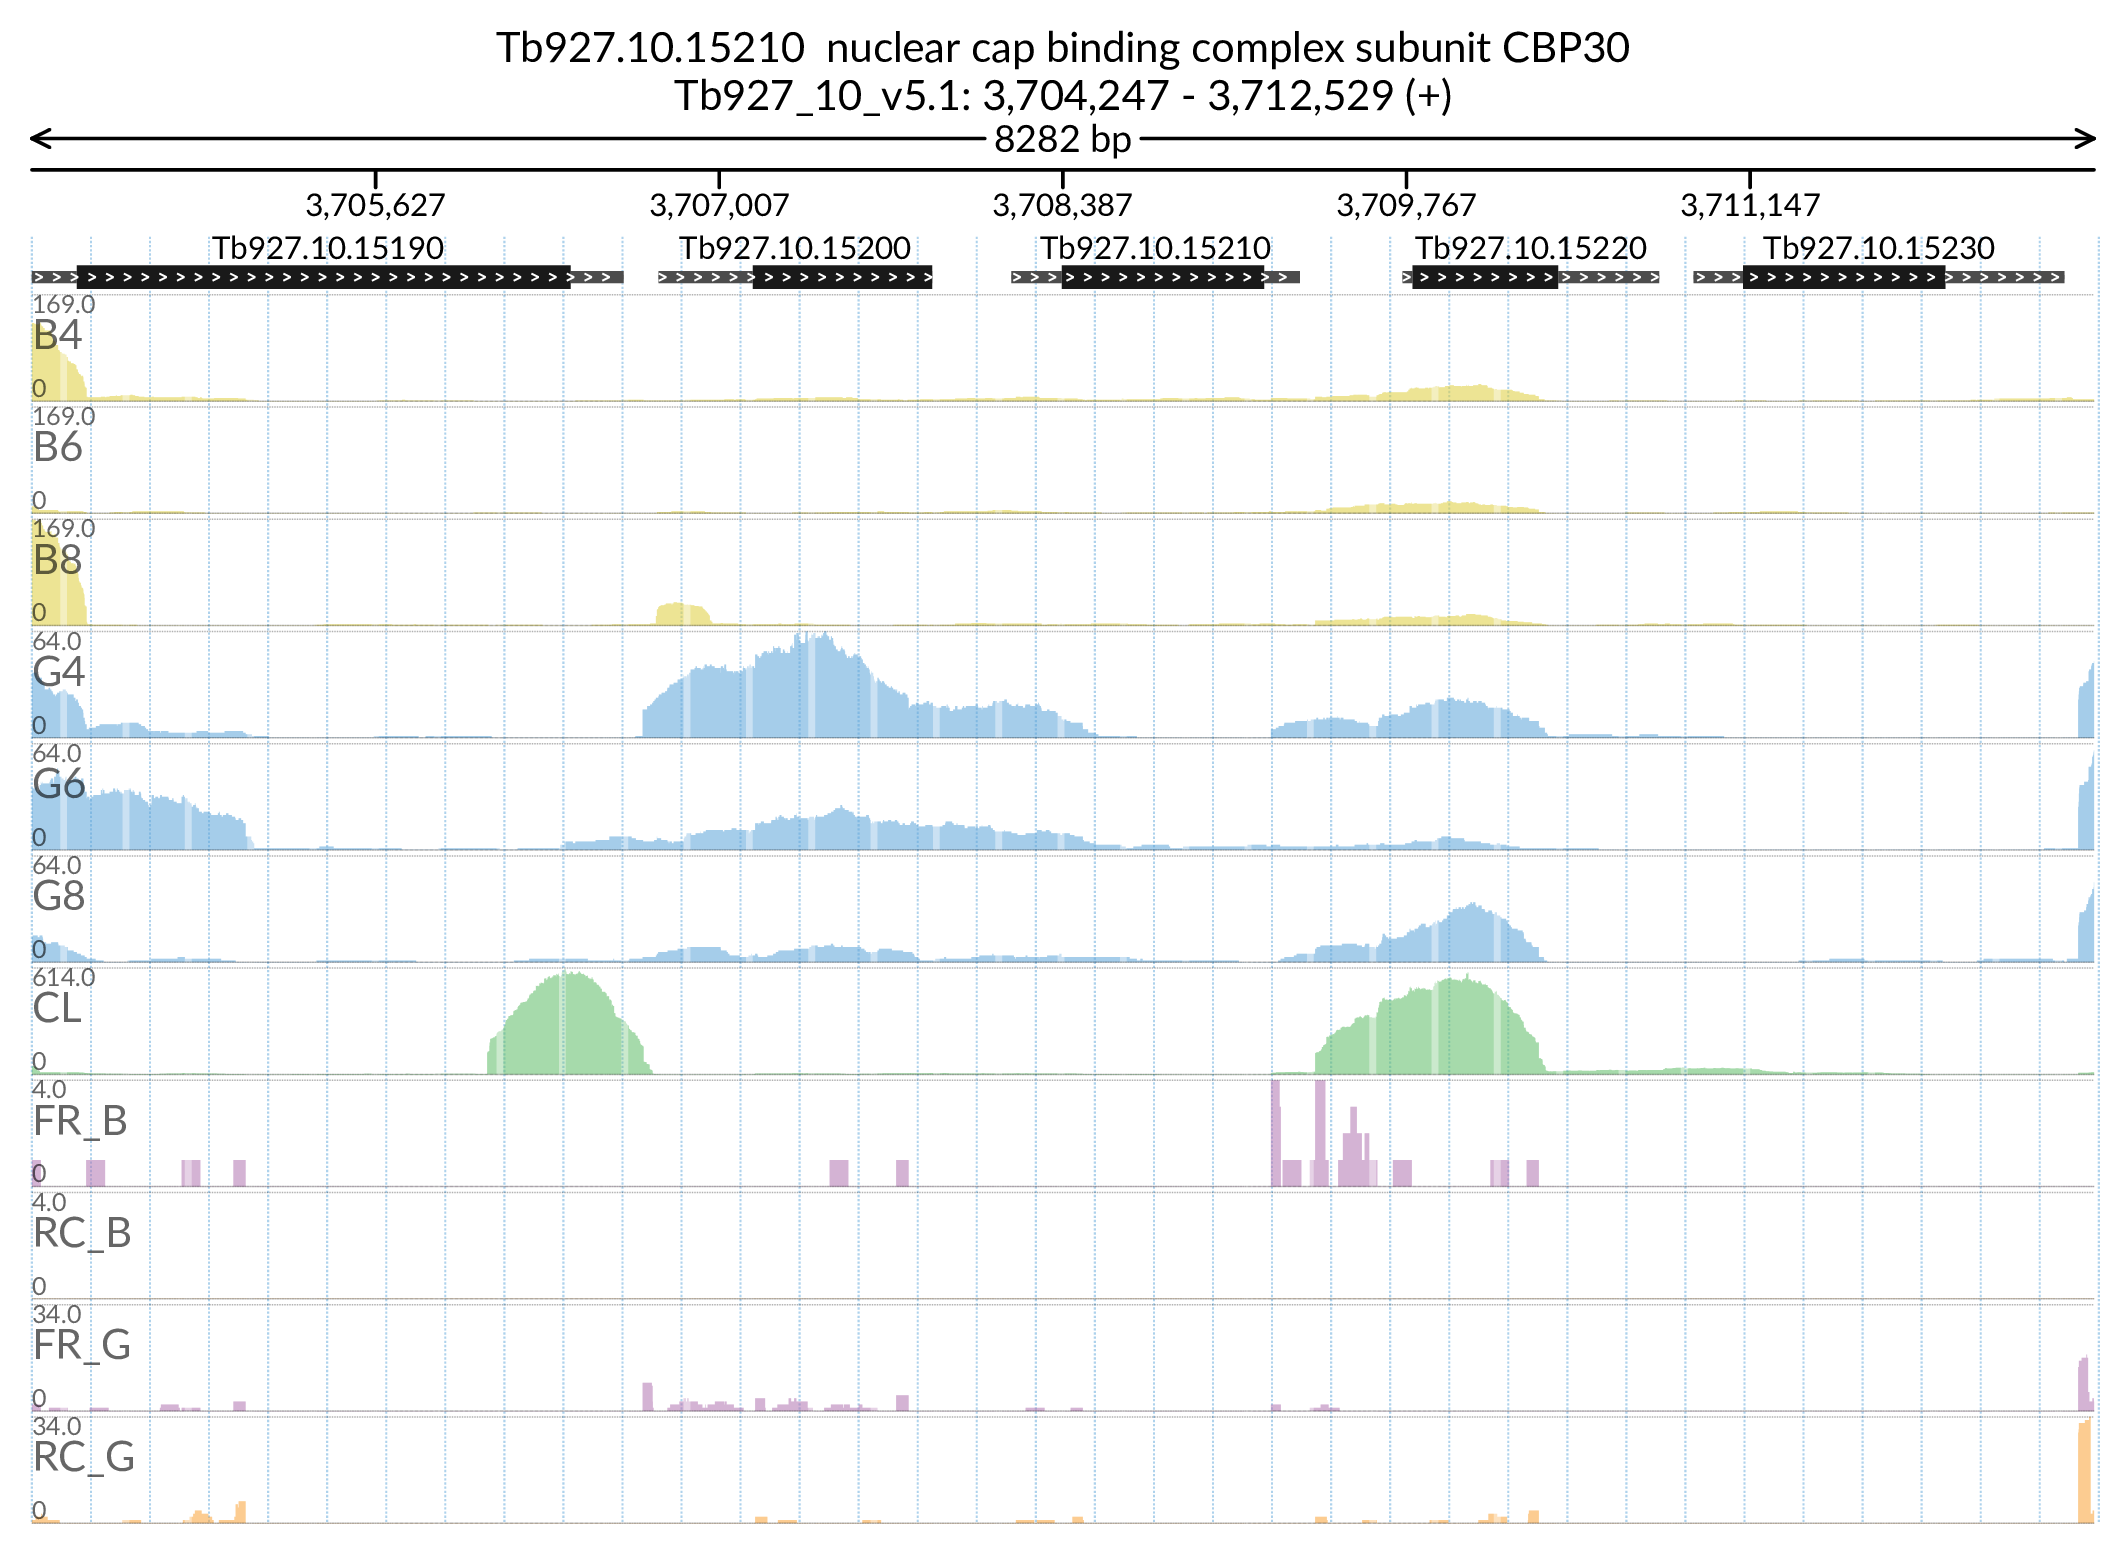 Tb927.10.15210  nuclear cap binding complex subunit CBP30
Tb927_10_v5.1: 3,704,247 - 3,712,529 (+)
8282 bp
3,705,627 3,707,007 3,708,387 3,709,767 3,711,147
Tb927.10.15190 Tb927.10.15200 Tb927.10.15210 Tb927.10.15220 Tb927.10.15230
169.0
B4
0
169.0
B6
0
169.0
B8
0
64.0
G4
0
64.0
G6
0
64.0
G8
0
614.0
CL
0
4.0
FR_B
0
4.0
RC_B
0
34.0
FR_G
0
34.0
RC_G
0